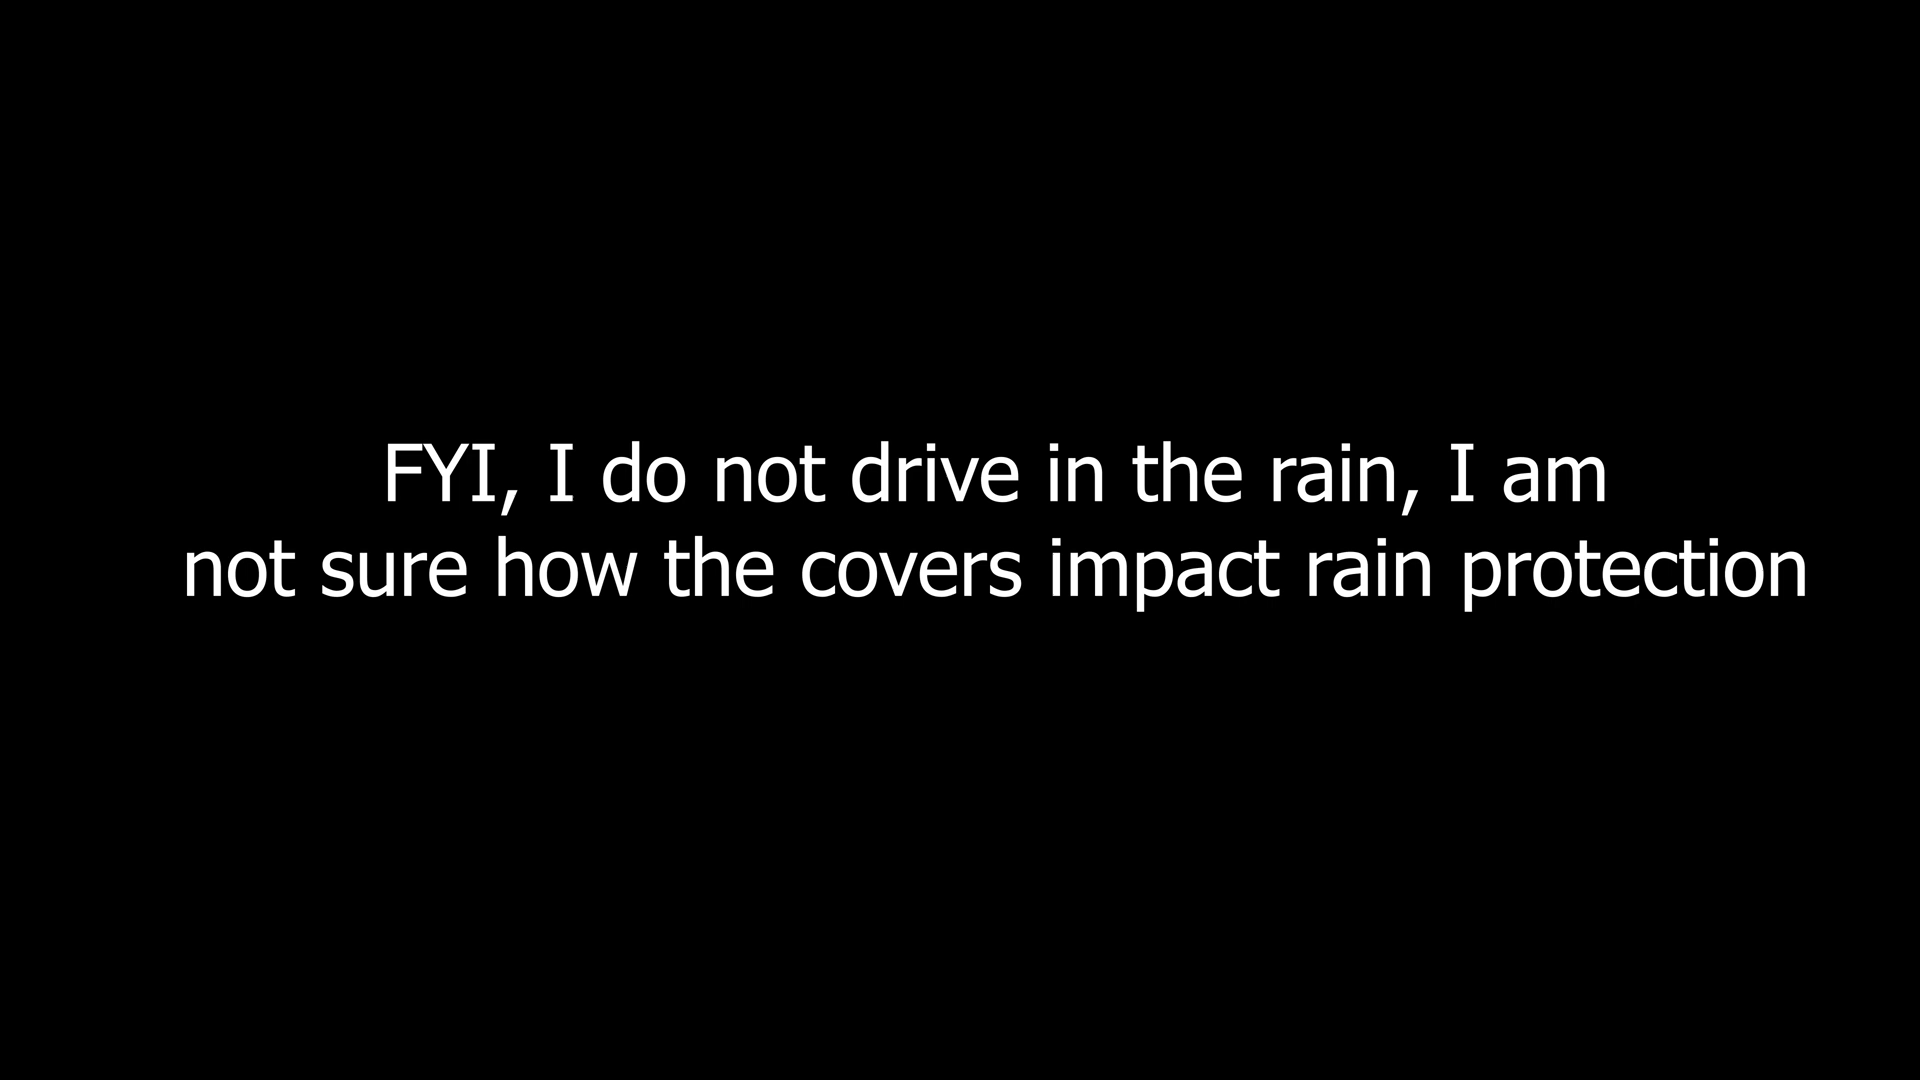 FYI, I do not drive in the rain, I am
not sure how the covers impact rain protection